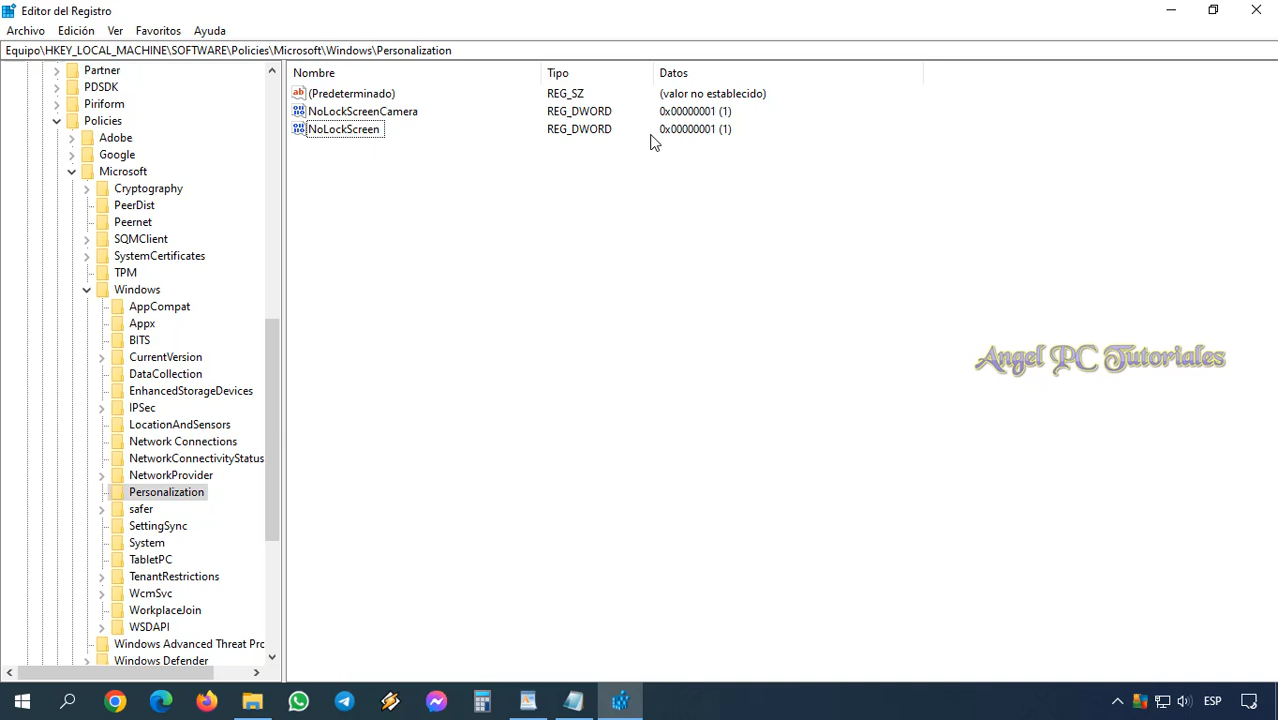 Editor del Registro
Archivo Edición Ver Favoritos Ayuda
Equipo\HKEY_LOCAL_MACHINE\SOFTWARE\Policies\Microsoft\Windows\Personalization
Partner
PDSDK
Piriform
Policies
Adobe
Google
Microsoft
Cryptography
PeerDist
Peernet
SQMClient
SystemCertificates
TPM
Windows
AppCompat
Appx
BITS
CurrentVersion
DataCollection
EnhancedStorageDevices
IPSec
LocationAndSensors
Network Connections
NetworkConnectivityStatus
NetworkProvider
Personalization
safer
SettingSync
System
TabletPC
TenantRestrictions
WcmSvc
WorkplaceJoin
WSDAPI
Windows Advanced Threat Prc
Windows Defender
Nombre Tipo Datos
(Predeterminado) REG_SZ (valor no establecido)
NoLockScreenCamera REG_DWORD 0x00000001 (1)
NoLockScreen REG_DWORD 0x00000001 (1)
Angel PC Tutoriales
ESP